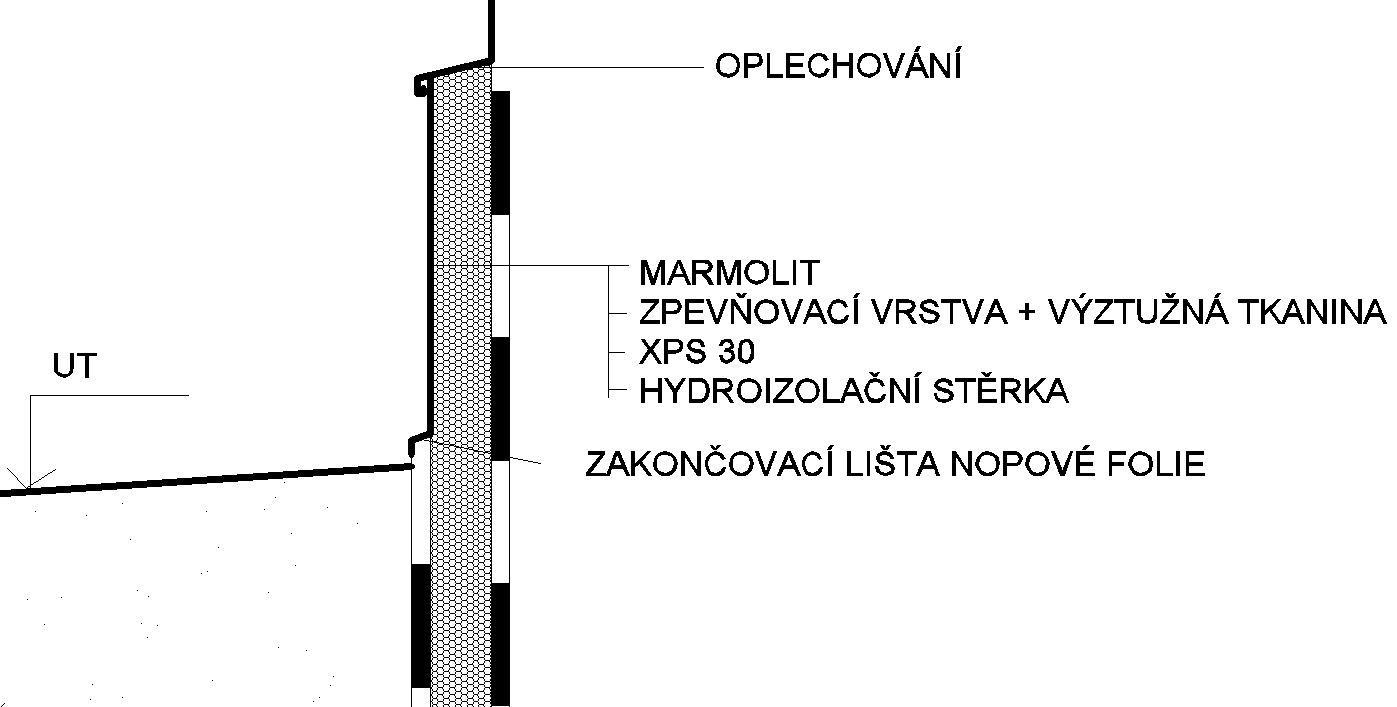 OPLECHOVÁNÍ
MARMOLIT
ZPEVŇOVACÍ VRSTVA + VÝZTUŽNÁ TKANINA
XPS 30
HYDROIZOLAČNÍ STĚRKA
UT
ZAKONČOVACÍ LIŠTA NOPOVÉ FOLIE